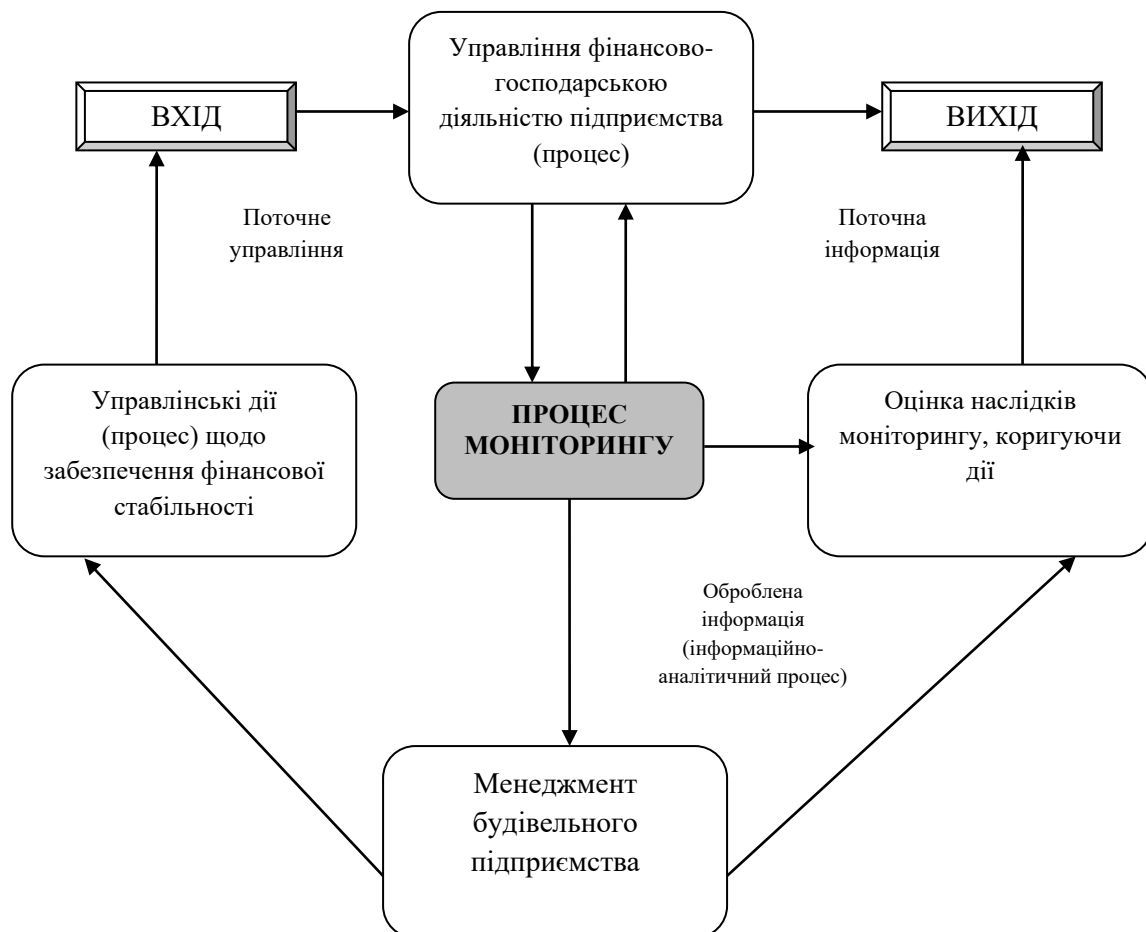 Управління фінансово-
господарською
діяльністю підприємства
(процес)
ВХІД
ВИХІД
Поточне
управління
Поточна
інформація
Управлінські дії
(процес) щодо
забезпечення фінансової
стабільності
ПРОЦЕС
МОНІТОРИНГУ
Оцінка наслідків
моніторингу, коригуючи
дії
Оброблена
інформація
(інформаційно-
аналітичний процес)
Менеджмент
будівельного
підприємства